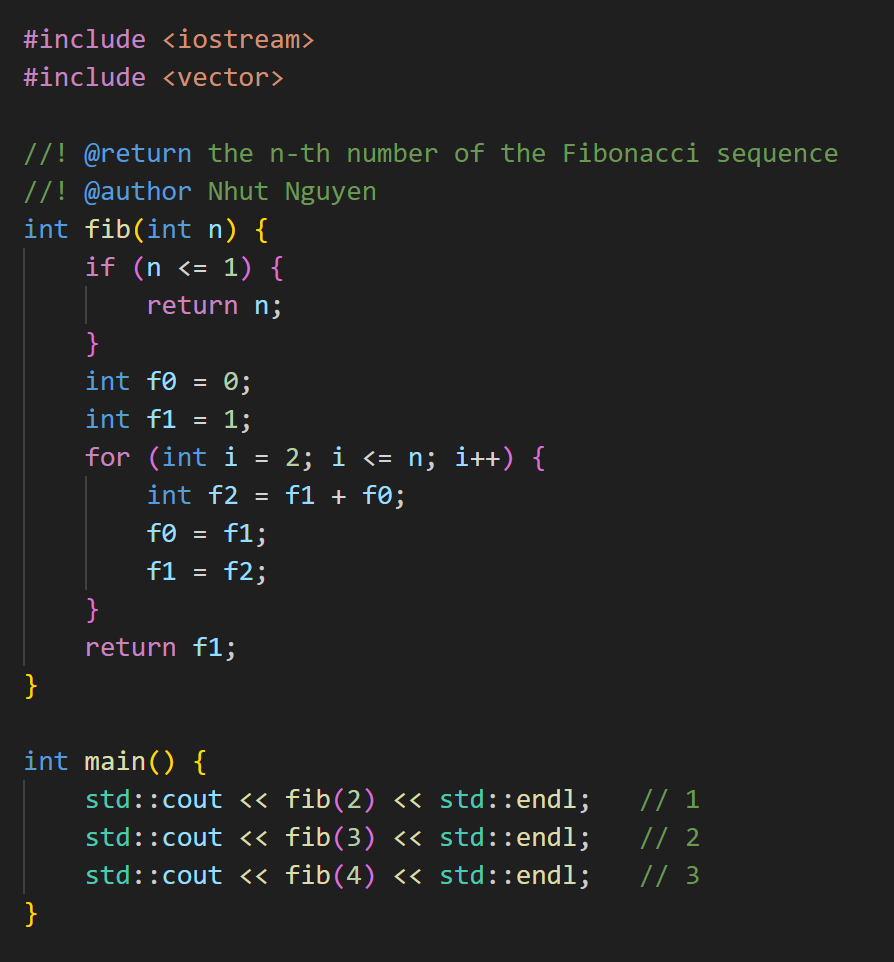 #include <iostream>
#include <vector>

//! @return the n-th number of the Fibonacci sequence
//! @author Nhut Nguyen
int fib(int n) {
    if (n <= 1) {
        return n;
    }
    int f0 = 0;
    int f1 = 1;
    for (int i = 2; i <= n; i++) {
        int f2 = f1 + f0;
        f0 = f1;
        f1 = f2;
    }
    return f1;
}

int main() {
    std::cout << fib(2) << std::endl;   // 1
    std::cout << fib(3) << std::endl;   // 2
    std::cout << fib(4) << std::endl;   // 3
}